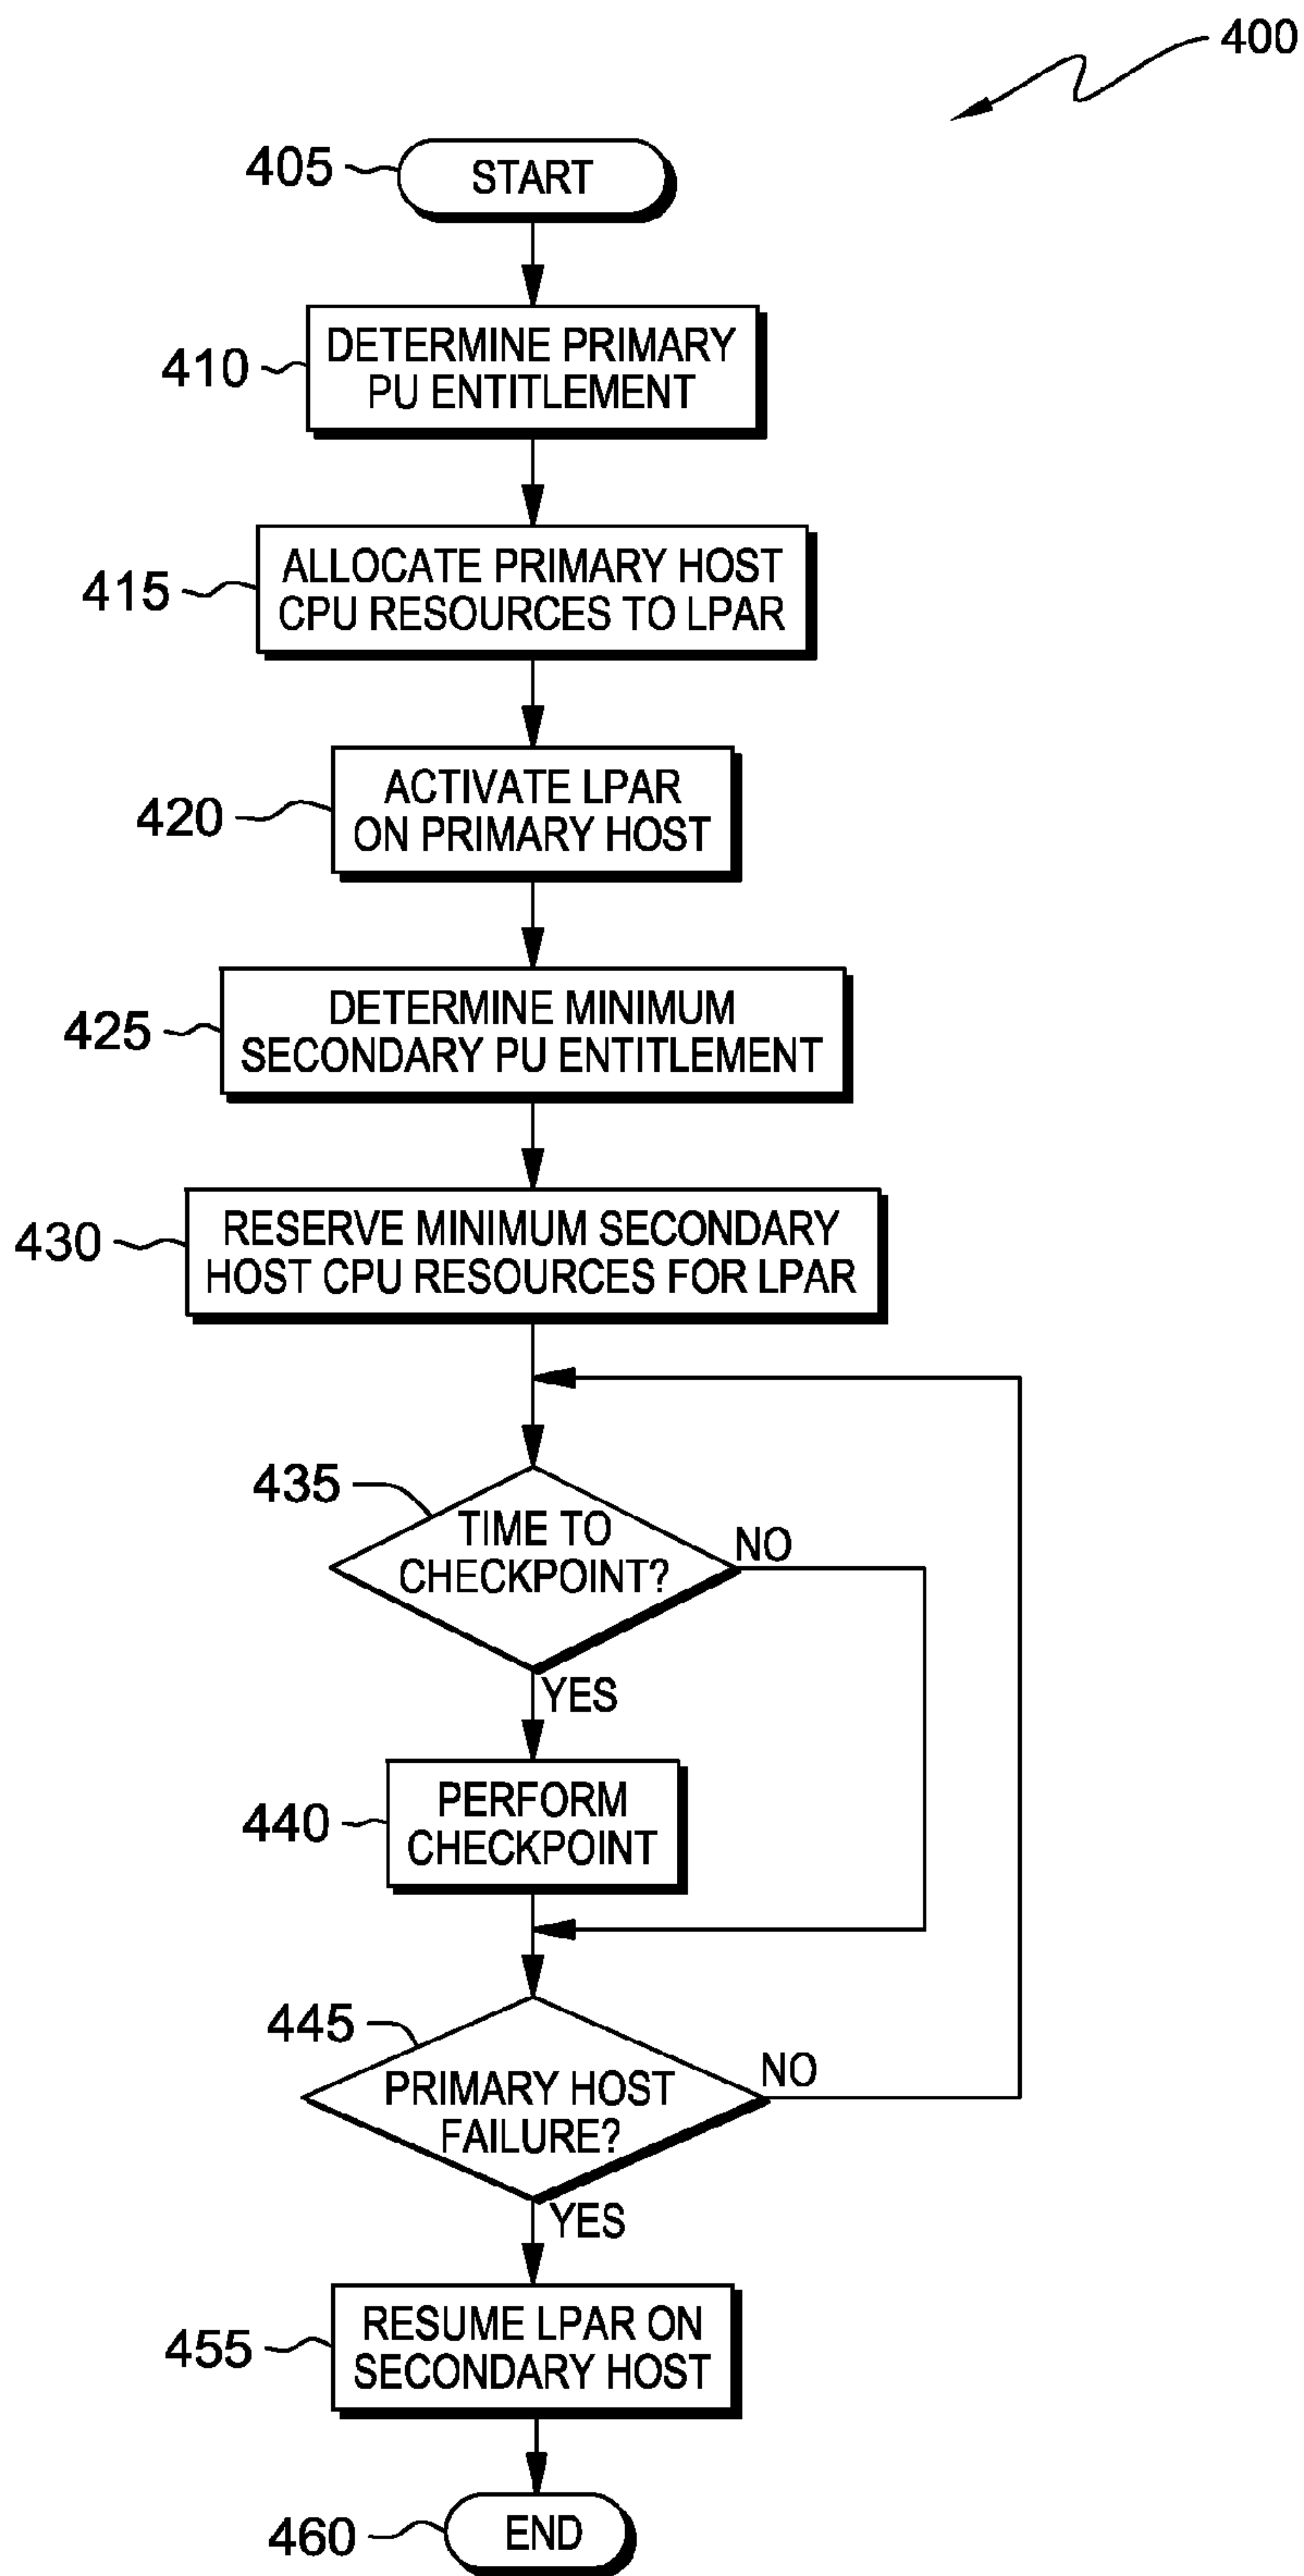 400
405
START
410
DETERMINE PRIMARY
PU ENTITLEMENT
415
ALLOCATE PRIMARY HOST
CPU RESOURCES TO LPAR
420
ACTIVATE LPAR
ON PRIMARY HOST
425
DETERMINE MINIMUM
SECONDARY PU ENTITLEMENT
430
RESERVE MINIMUM SECONDARY
HOST CPU RESOURCES FOR LPAR
435
TIME TO
CHECKPOINT?
NO
YES
440
PERFORM
CHECKPOINT
445
PRIMARY HOST
FAILURE?
NO
YES
455
RESUME LPAR ON
SECONDARY HOST
460
END